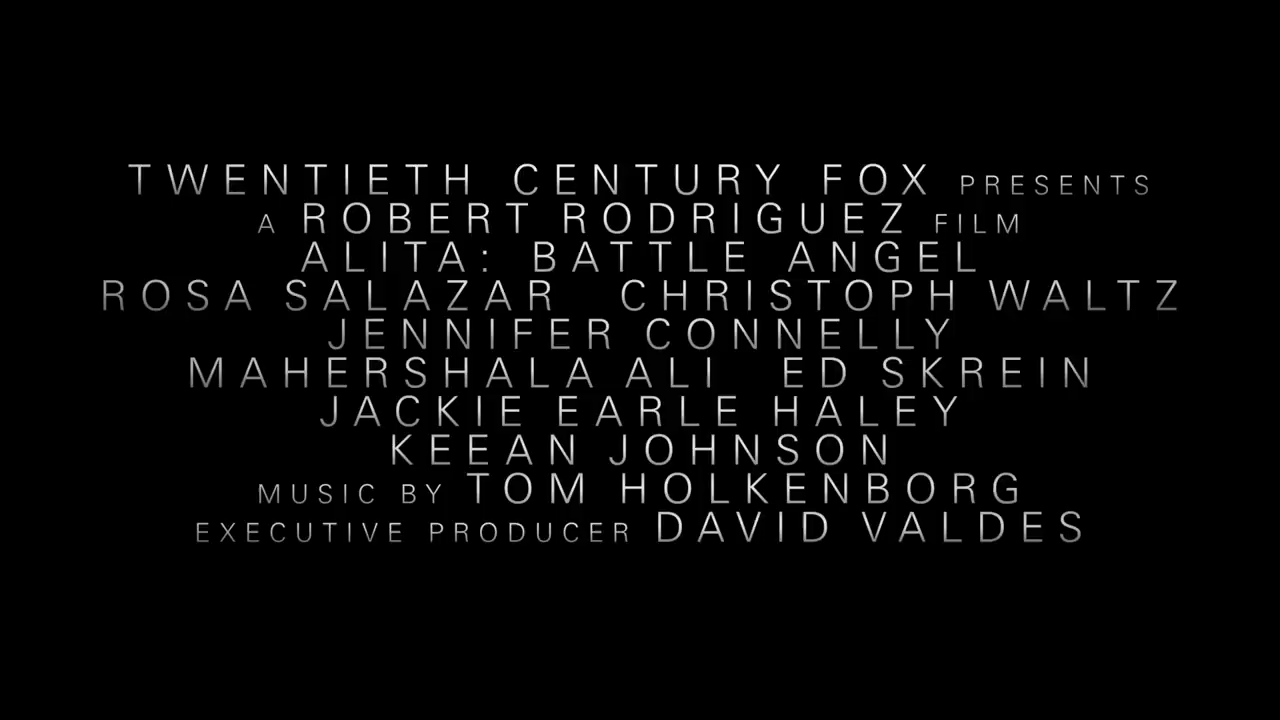 TWENTIETH CENTURY FOX PRESENTS
A ROBERT RODRIGUEZ FILM
ALITA: BATTLE ANGEL
ROSA SALAZAR CHRISTOPH WALTZ
JENNIFER CONNELLY
MAHERSHALA ALI ED SKREIN
JACKIE EARLE HALEY
KEEAN JOHNSON
MUSIC BY TOM HOLKENBORG
EXECUTIVE PRODUCER DAVID VALDES